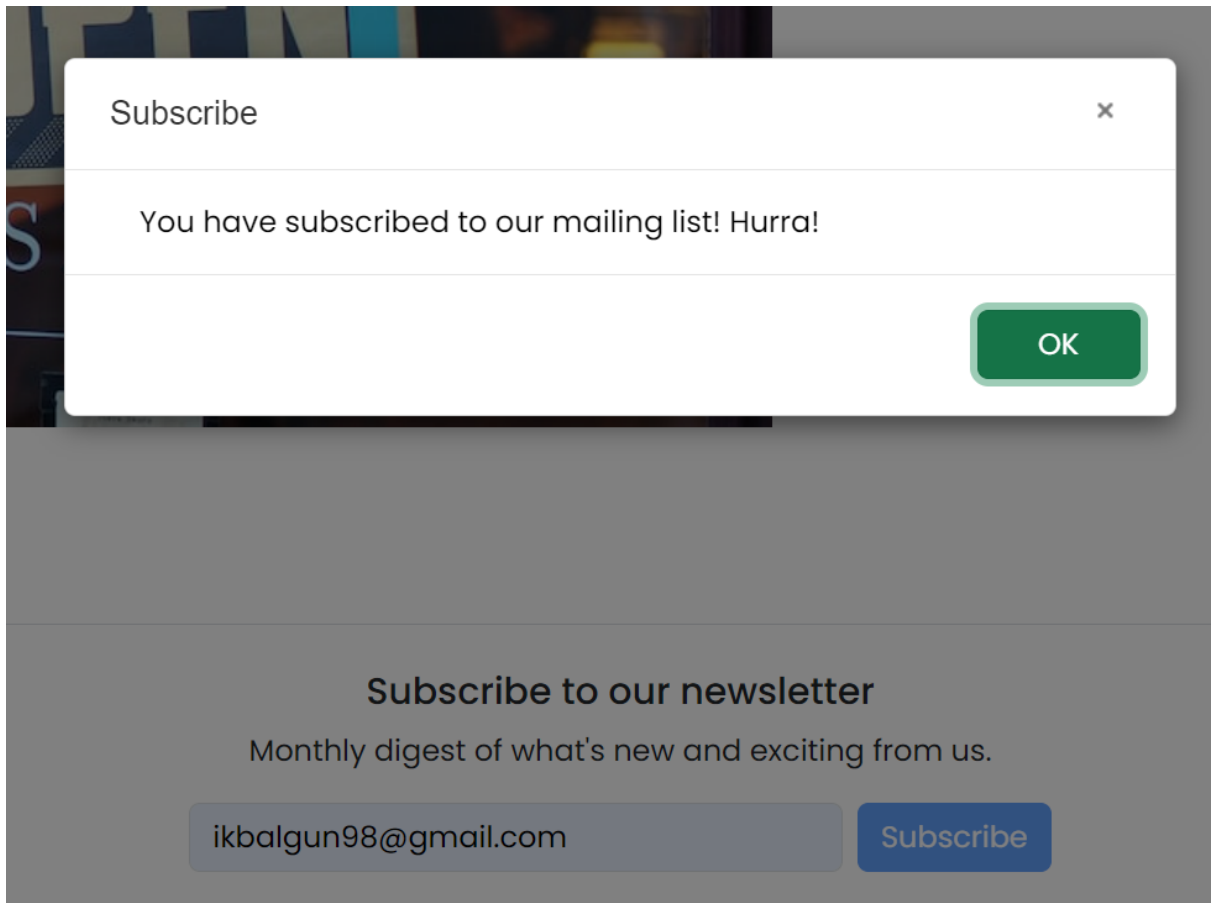 Subscribe
×
You have subscribed to our mailing list! Hurra!
OK
S
Subscribe to our newsletter
Monthly digest of what's new and exciting from us.
ikbalgun98@gmail.com
Subscribe